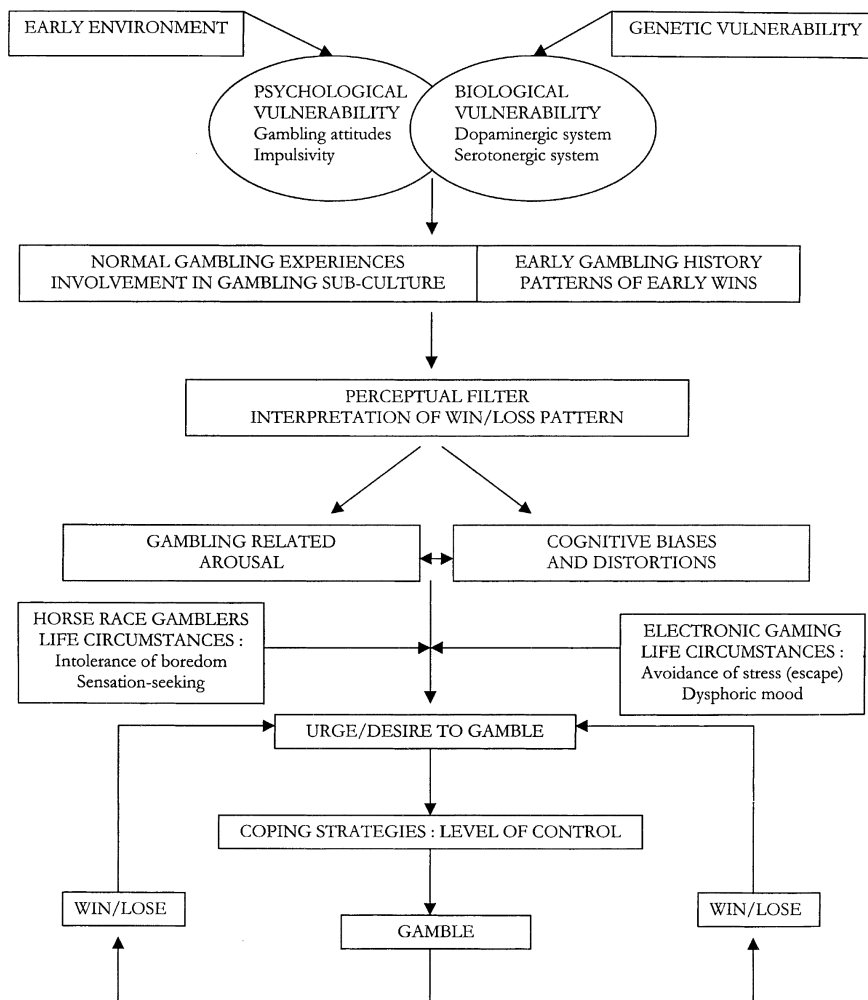 EARLY ENVIRONMENT
GENETIC VULNERABILITY
PSYCHOLOGICAL
VULNERABILITY
Gambling attitudes
Impulsivity
BIOLOGICAL
VULNERABILITY
Dopaminergic system
Serotonergic system
NORMAL GAMBLING EXPERIENCES
INVOLVEMENT IN GAMBLING SUB-CULTURE
EARLY GAMBLING HISTORY
PATTERNS OF EARLY WINS
PERCEPTUAL FILTER
INTERPRETATION OF WIN/LOSS PATTERN
GAMBLING RELATED
AROUSAL
COGNITIVE BIASES
AND DISTORTIONS
HORSE RACE GAMBLERS
LIFE CIRCUMSTANCES :
Intolerance of boredom
Sensation-seeking
ELECTRONIC GAMING
LIFE CIRCUMSTANCES :
Avoidance of stress (escape)
Dysphoric mood
URGE/DESIRE TO GAMBLE
COPING STRATEGIES : LEVEL OF CONTROL
WIN/LOSE
GAMBLE
WIN/LOSE